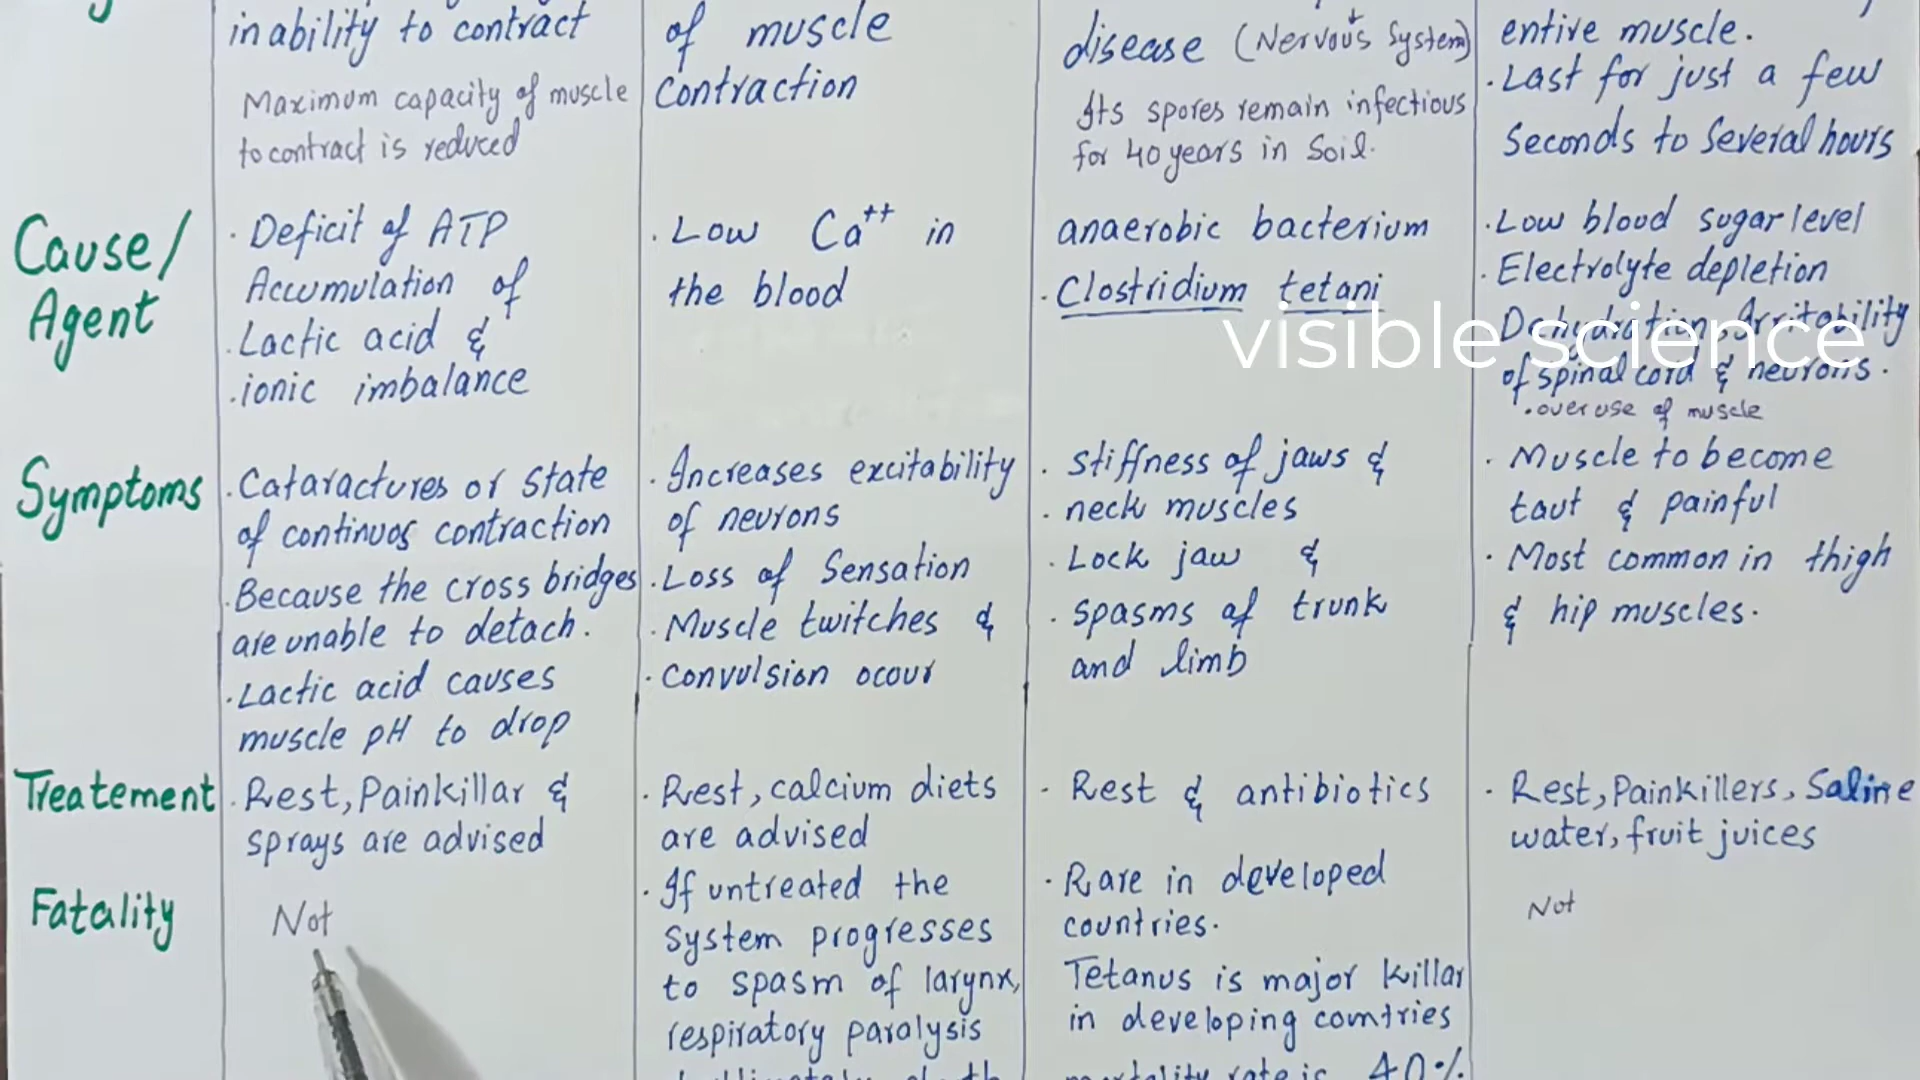 inability to contract
Maximum capacity of muscle
to contract is reduced
of muscle
contraction
disease (Nervous System)
Its spores remain infectious
for 40 years in Soil.
entire muscle.
. Last for just a few
Seconds to Several hours
Cause/
Agent
. Deficit of ATP
Accumulation of
. Lactic acid &
. ionic imbalance
. Low Ca++ in
the blood
anaerobic bacterium
. Clostridium tetani
. Low blood sugar level
. Electrolyte depletion
Dehydration, Irritability
of spinal cord & neurons.
. over use of muscle
visible science
Symptoms
. Cataractures or State
of continuos contraction
. Because the cross bridges
are unable to detach.
. Lactic acid causes
muscle pH to drop
. Increases excitability
of neurons
. Loss of Sensation
. Muscle twitches &
. Convulsion occur
. Stiffness of jaws &
. neck muscles
. Lock jaw &
. Spasms of trunk
and limb
. Muscle to become
taut & painful
. Most common in thigh
& hip muscles.
Treatement
. Rest, Painkillar &
sprays are advised
. Rest, calcium diets
are advised
. Rest & antibiotics
. Rest, Painkillers, Saline
water, fruit juices
Fatality
Not
. If untreated the
System progresses
to spasm of larynx,
respiratory paralysis
. Rare in developed
countries.
Tetanus is major killar
in developing comtries
mortality rate is 40%
Not